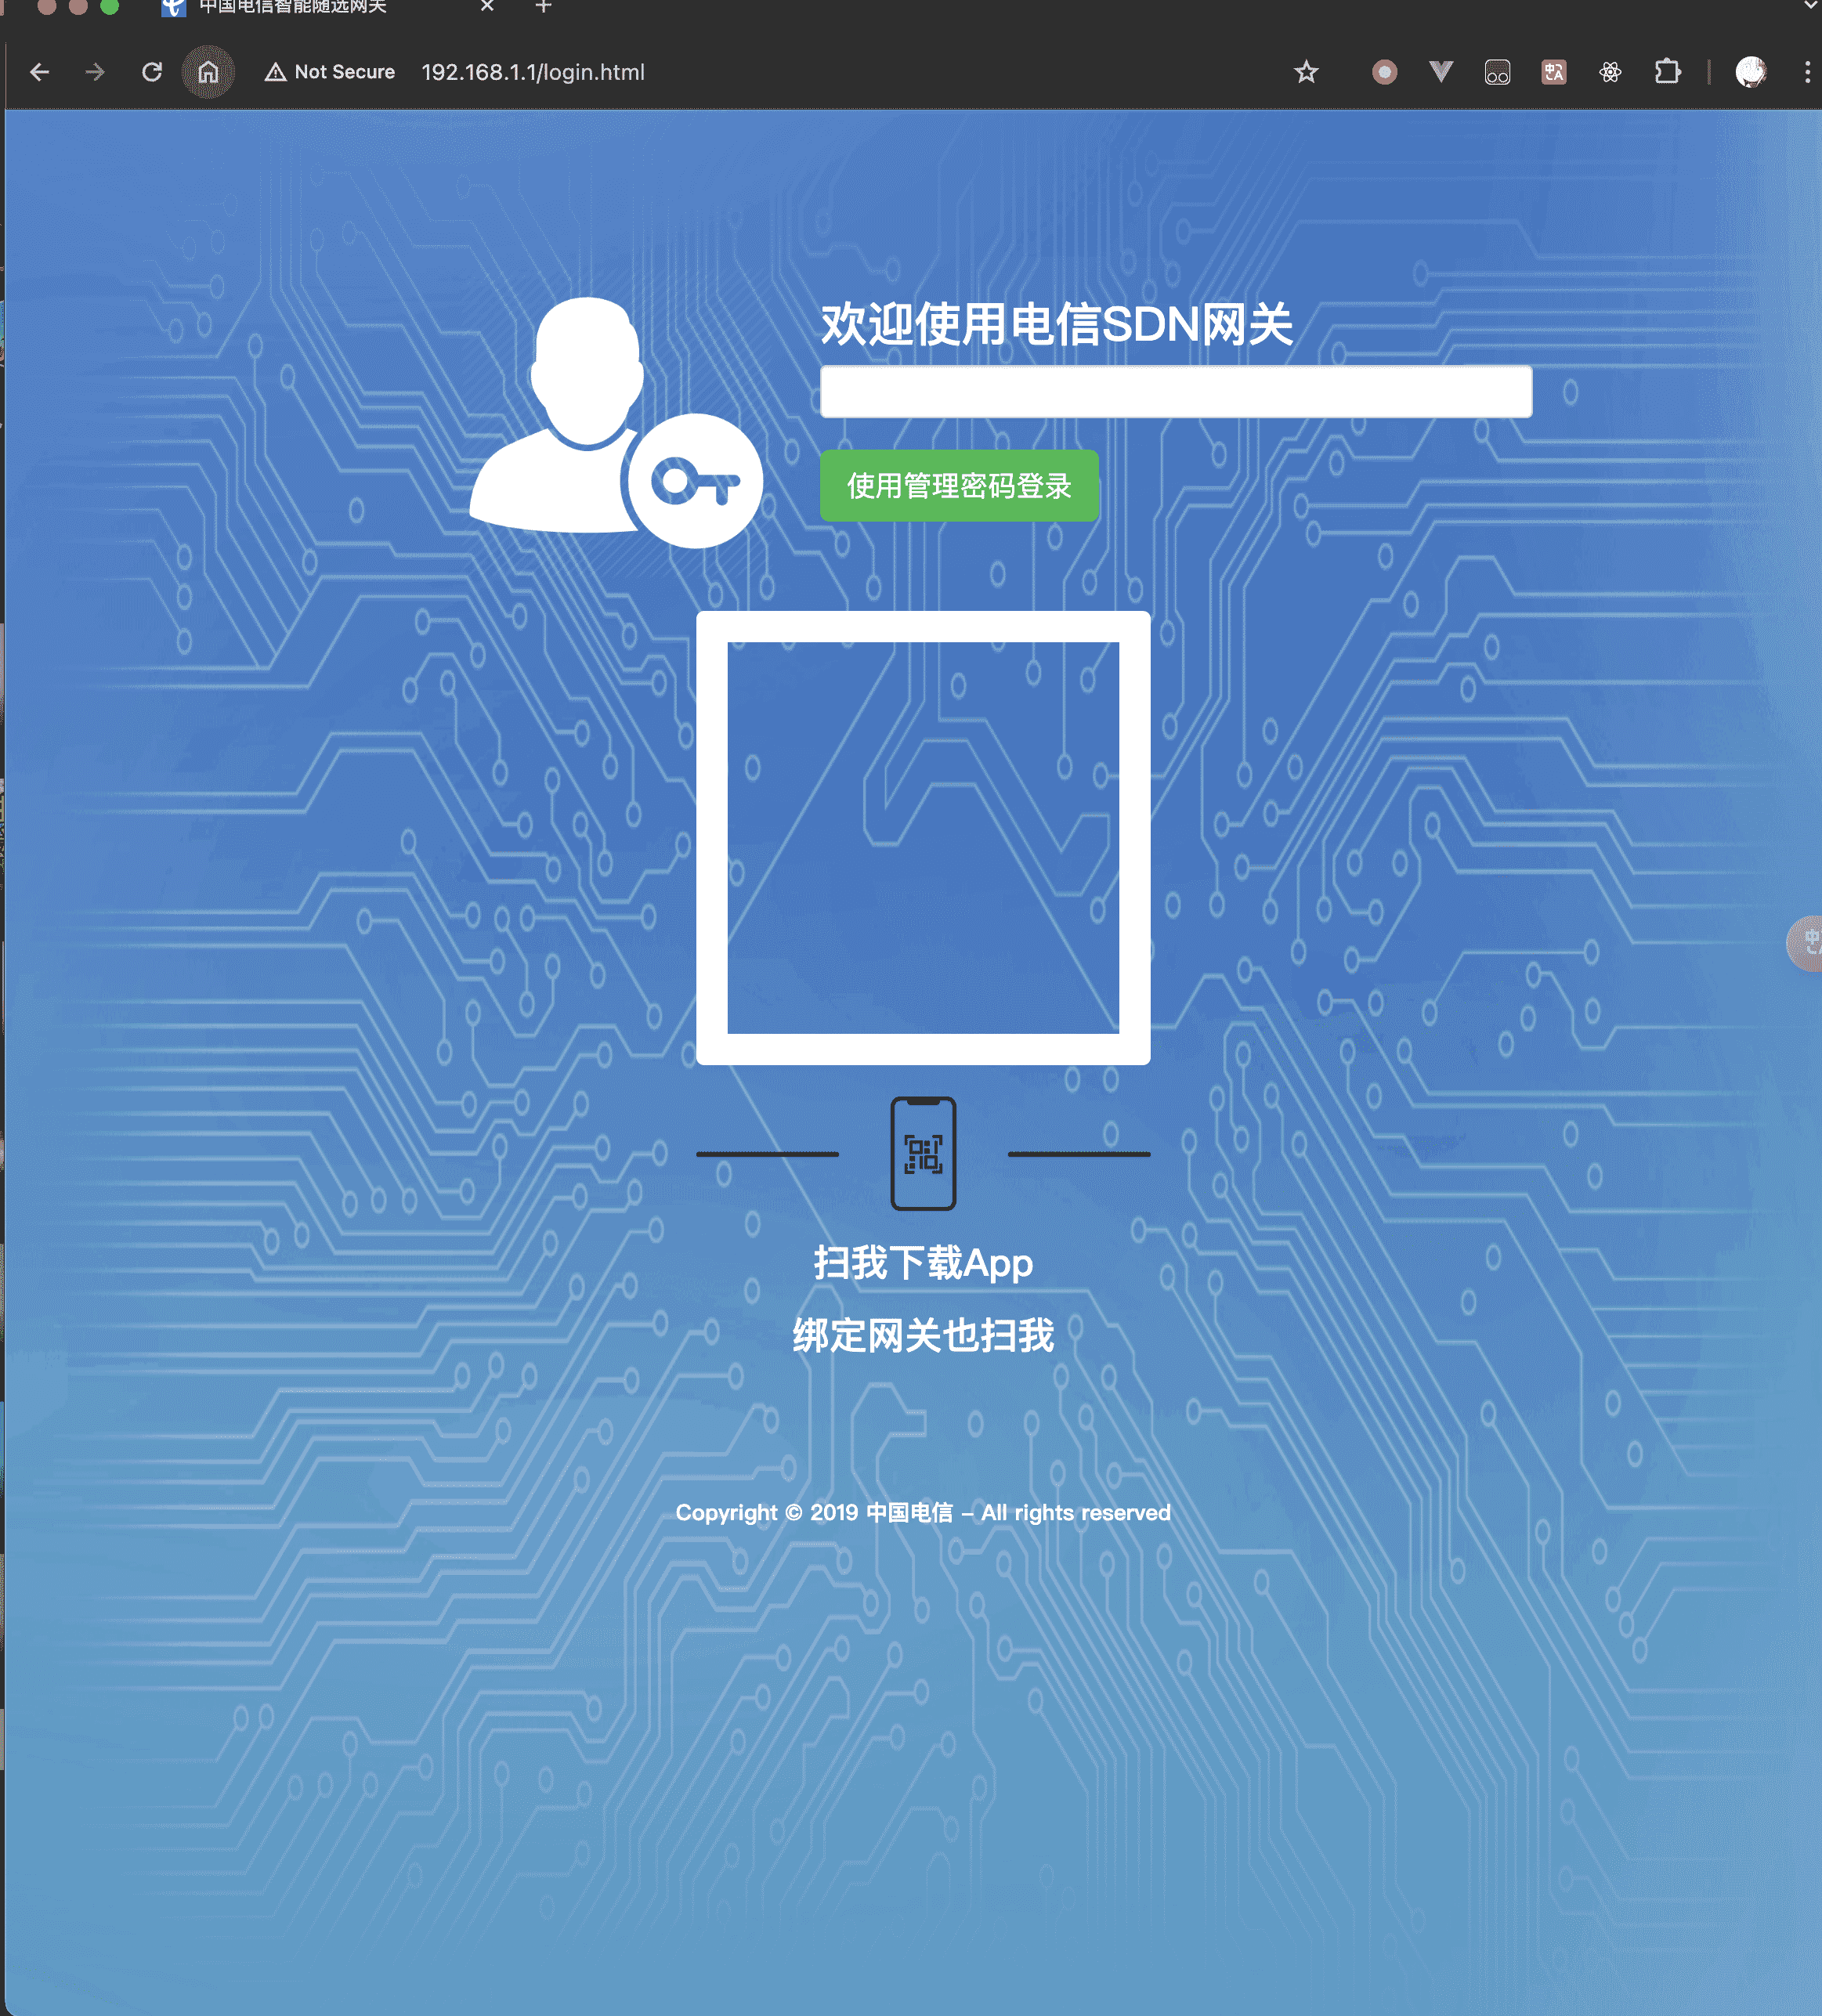 中国电信智能随选网关
Not Secure 192.168.1.1/login.html
欢迎使用电信SDN网关
使用管理密码登录
扫我下载App
绑定网关也扫我
Copyright © 2019 中国电信 – All rights reserved